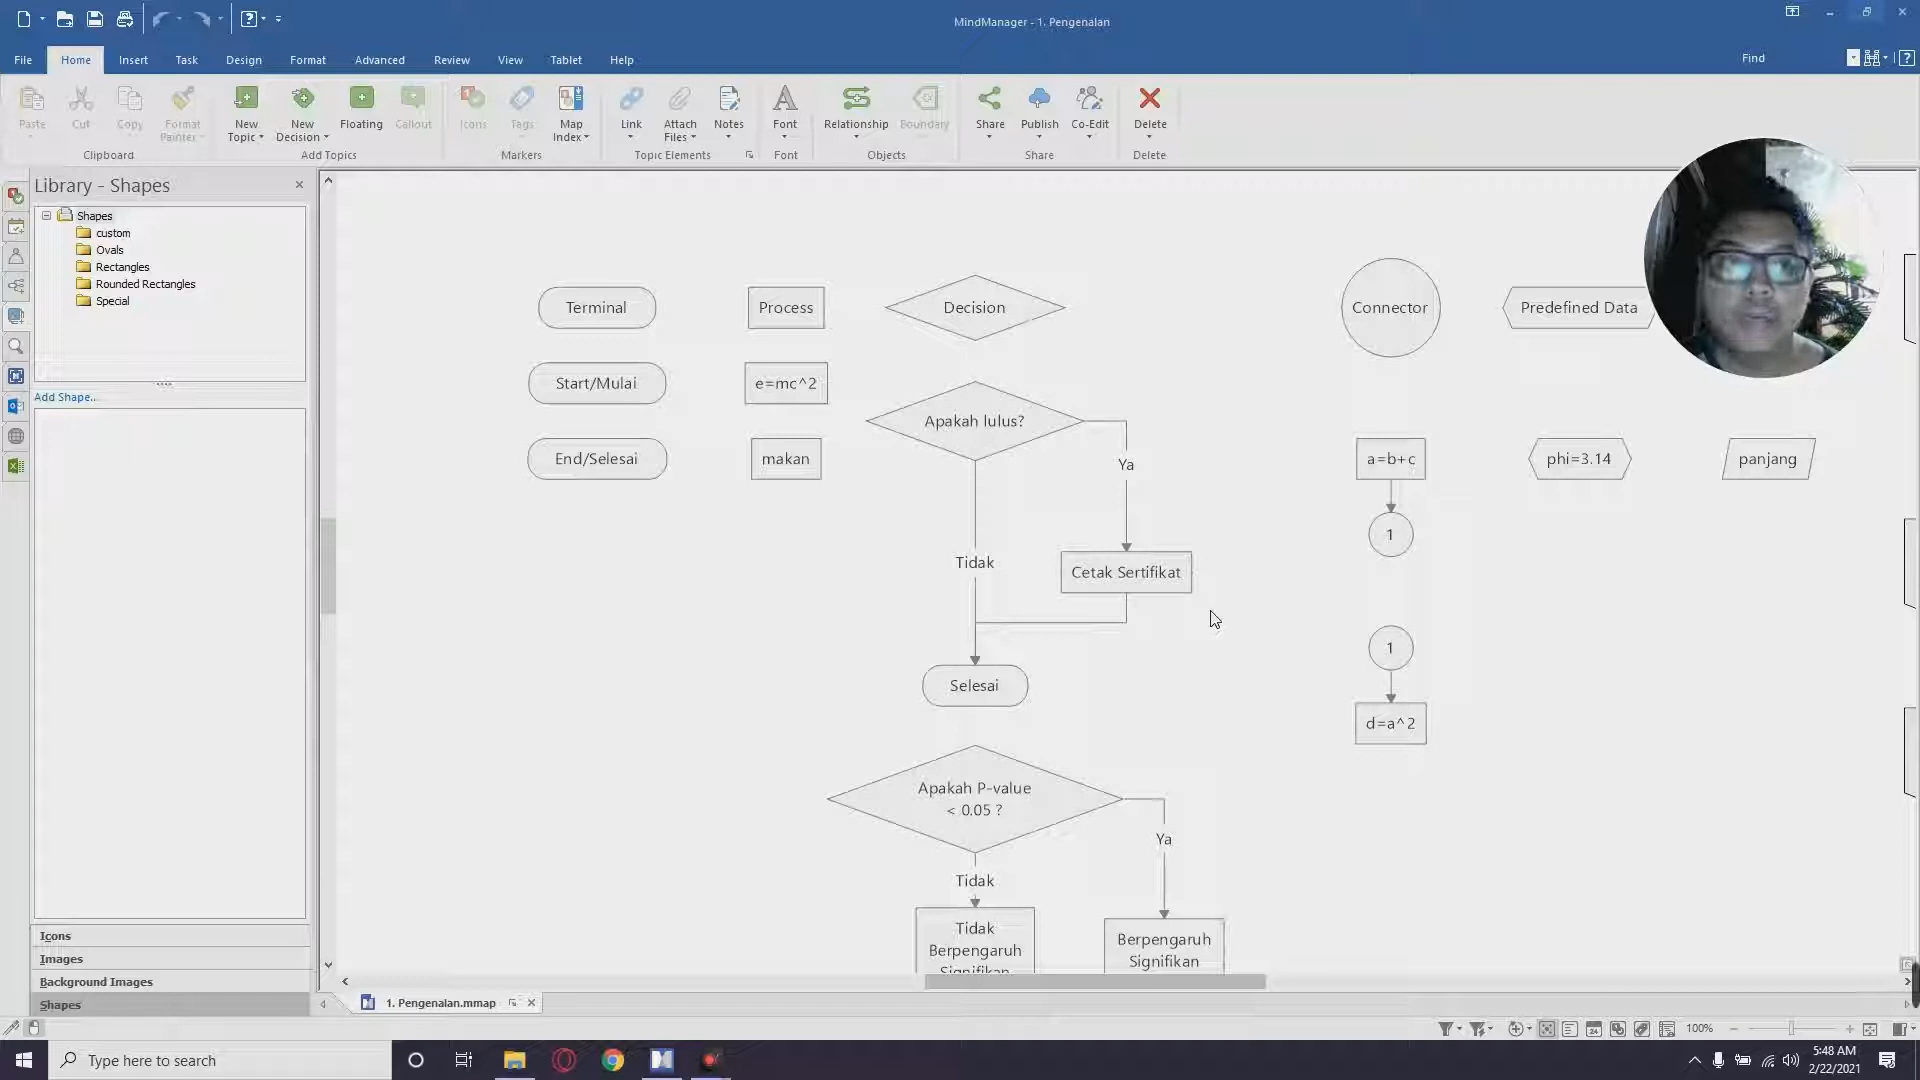 MindManager - 1. Pengenalan
File
Home
Insert
Task
Design
Format
Advanced
Review
View
Tablet
Help
Find
Paste
Cut
Copy
Format
Painter
New
Topic
New
Decision
Floating
Callout
Icons
Tags
Map
Index
Link
Attach
Files
Notes
Font
Relationship
Boundary
Share
Publish
Co-Edit
Delete
Clipboard
Add Topics
Markers
Topic Elements
Font
Objects
Share
Delete
Library - Shapes
Shapes
custom
Ovals
Rectangles
Rounded Rectangles
Special
Add Shape...
Icons
Images
Background Images
Shapes
Terminal
Process
Decision
Connector
Predefined Data
Start/Mulai
e=mc^2
Apakah lulus?
End/Selesai
makan
Ya
a=b+c
phi=3.14
panjang
1
Tidak
Cetak Sertifikat
1
Selesai
d=a^2
Apakah P-value
< 0.05 ?
Ya
Tidak
Tidak
Berpengaruh
Signifikan
Berpengaruh
Signifikan
1. Pengenalan.mmap
100%
Type here to search
5:48 AM
2/22/2021